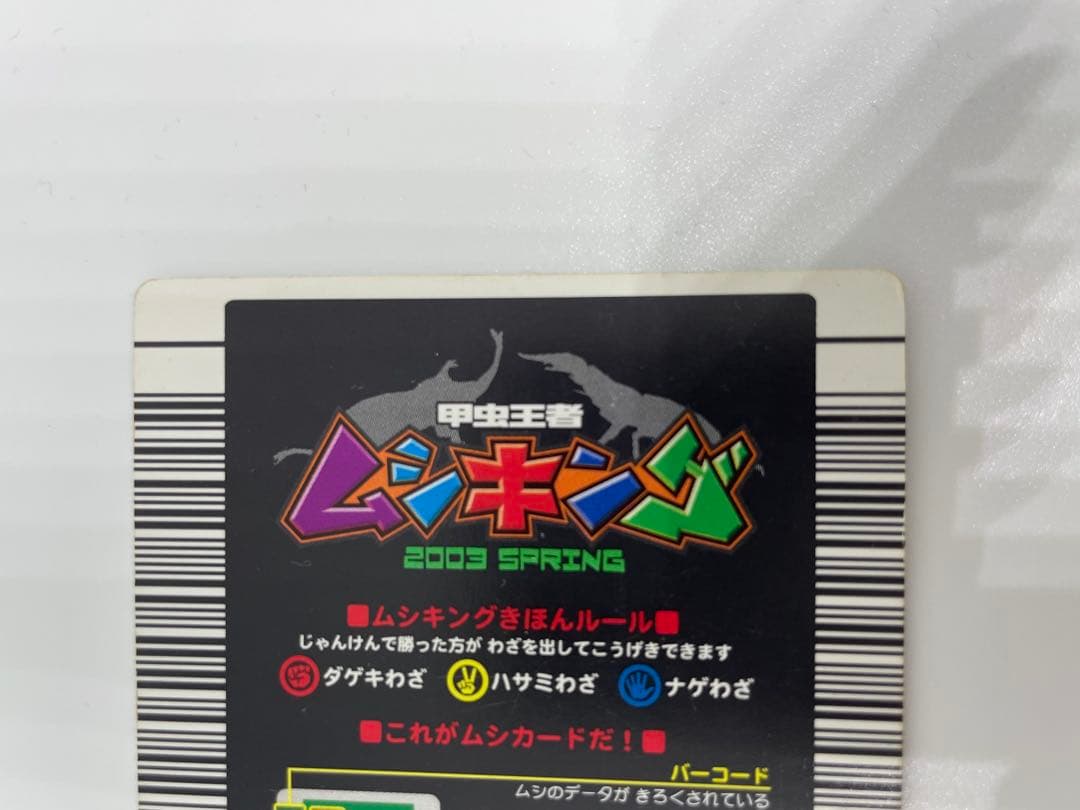 甲虫王者
ムシキング
2003 SPRING
■ムシキングきほんルール■
じゃんけんで勝った方が わざを出してこうげきできます
ダゲキわざ ハサミわざ ナゲわざ
■これがムシカードだ！■
バーコード
ムシのデータが きろくされている